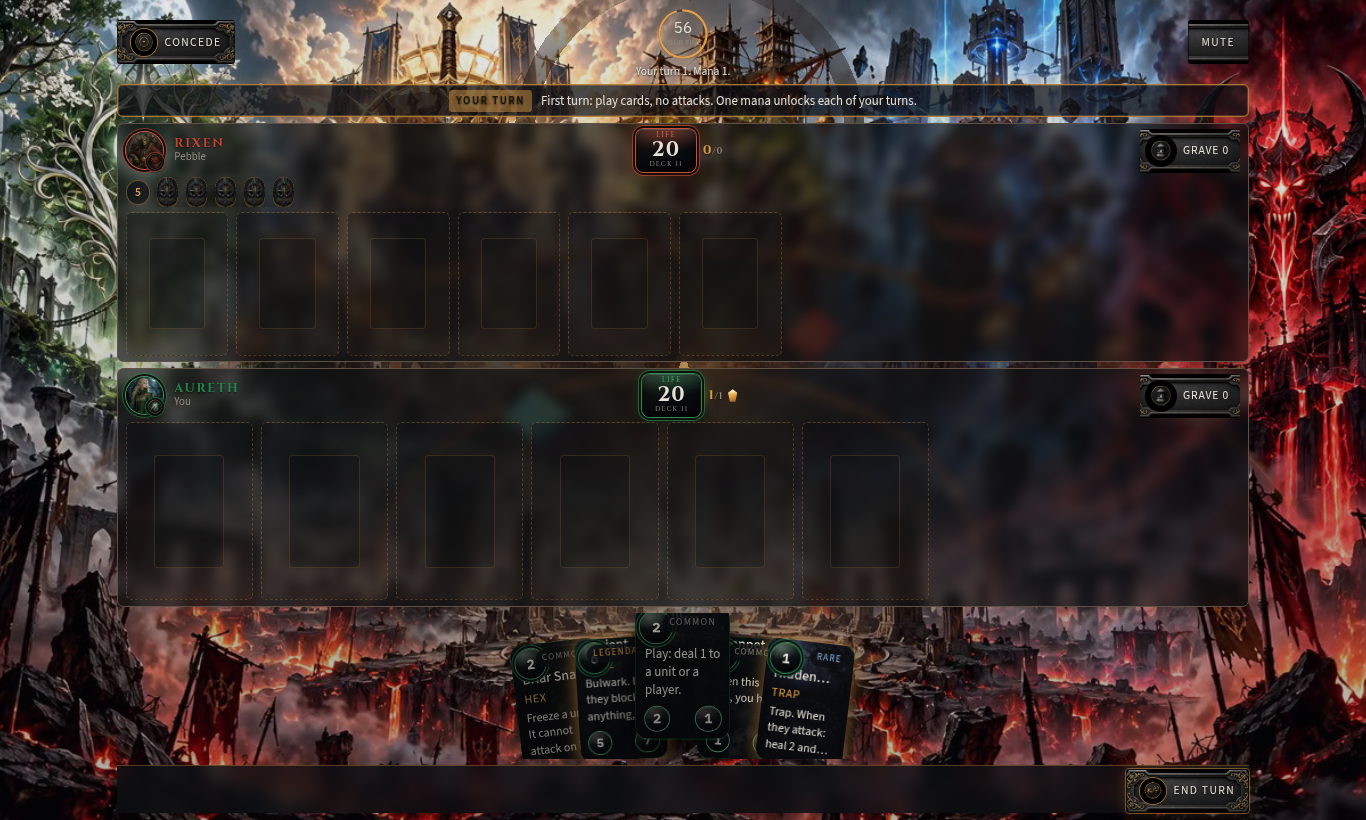 CONCEDE
56
MUTE
Your turn 1. Mana 1.
YOUR TURN First turn: play cards, no attacks. One mana unlocks each of your turns.
RIXEN
Pebble
LIFE
20
DECK 11
0/0
GRAVE 0
5
AURETH
You
LIFE
20
DECK 11
1/1
GRAVE 0
2
HEX
Freeze a
It cannot
attack on
Bulwark.
they block
anything,
5
2 COMMON
Play: deal 1 to
a unit or a
player.
2 1
this
you
1
1 RARE
TRAP
Trap. When
they attack:
heal 2 and...
END TURN